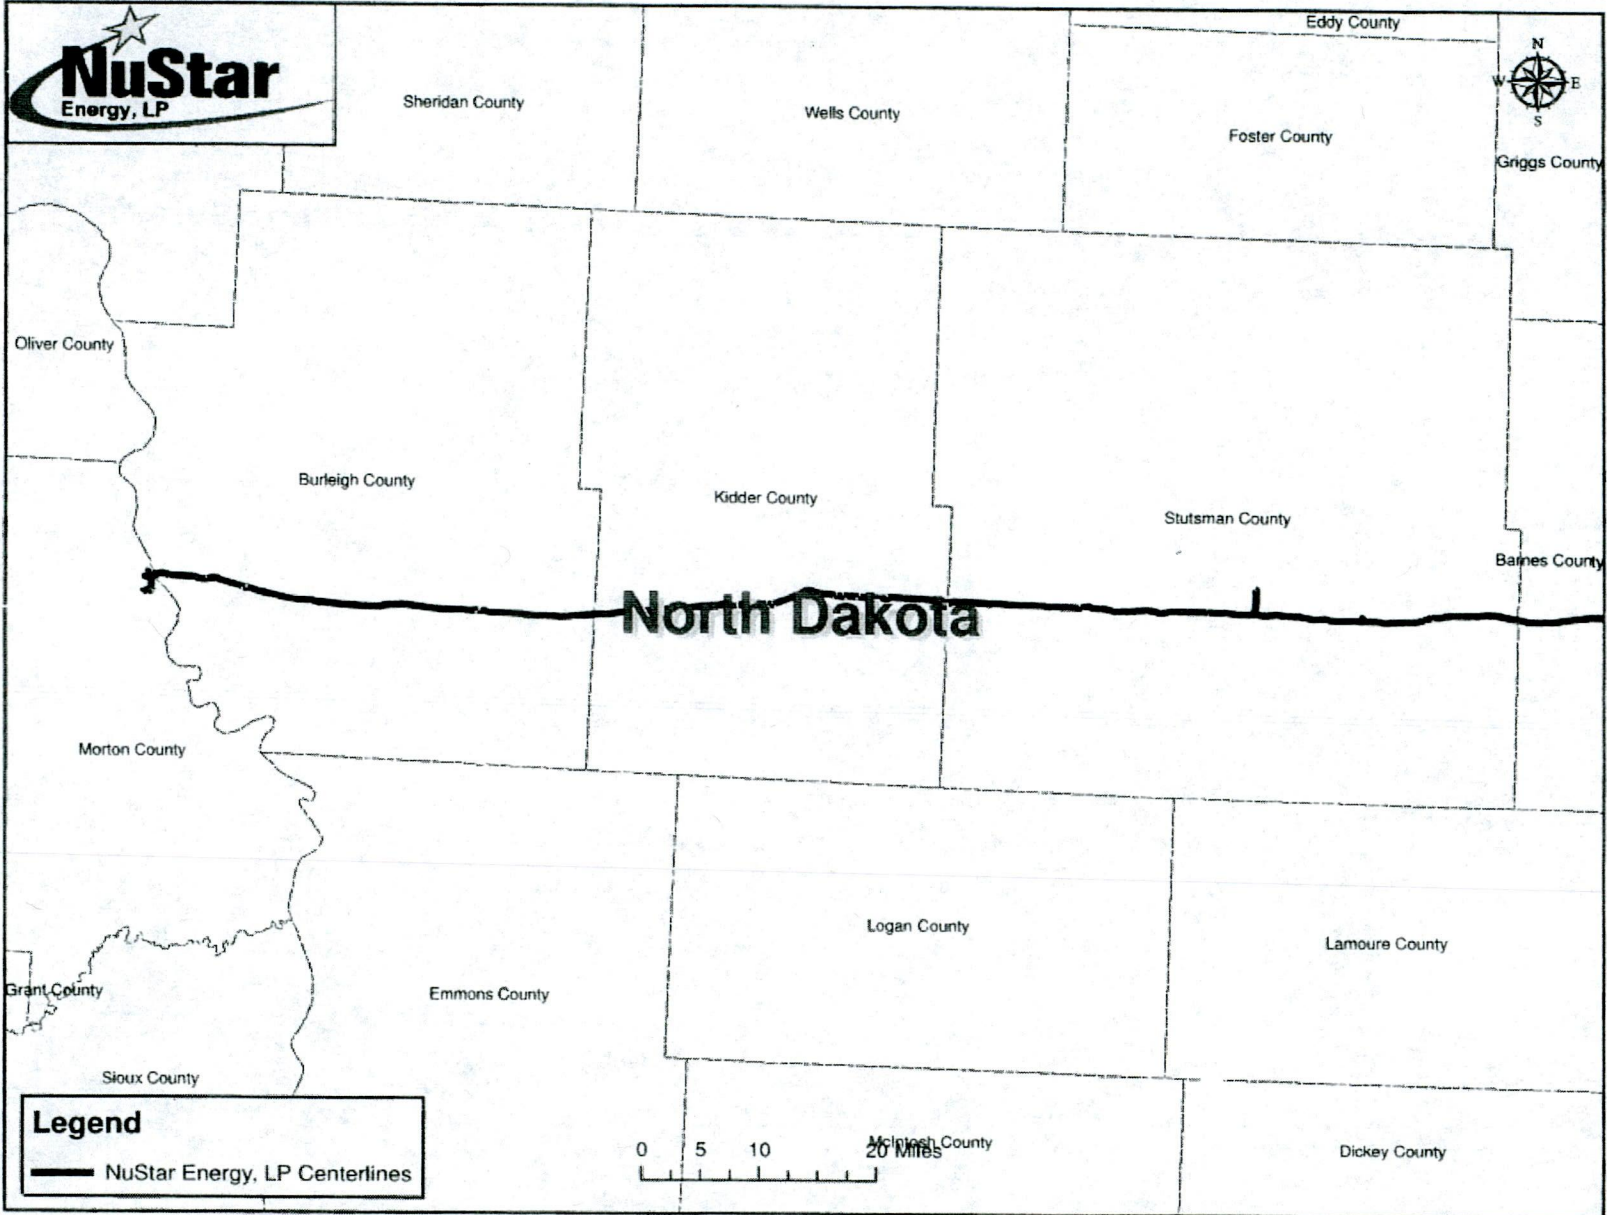 NuStar
Energy, LP
Eddy County
N
W E
S
Sheridan County
Wells County
Foster County
Griggs County
Oliver County
Burleigh County
Kidder County
Stutsman County
Barnes County
North Dakota
Morton County
Logan County
Lamoure County
Grant County
Emmons County
Sioux County
McIntosh County
Dickey County
Legend
NuStar Energy, LP Centerlines
0 5 10 20 Miles